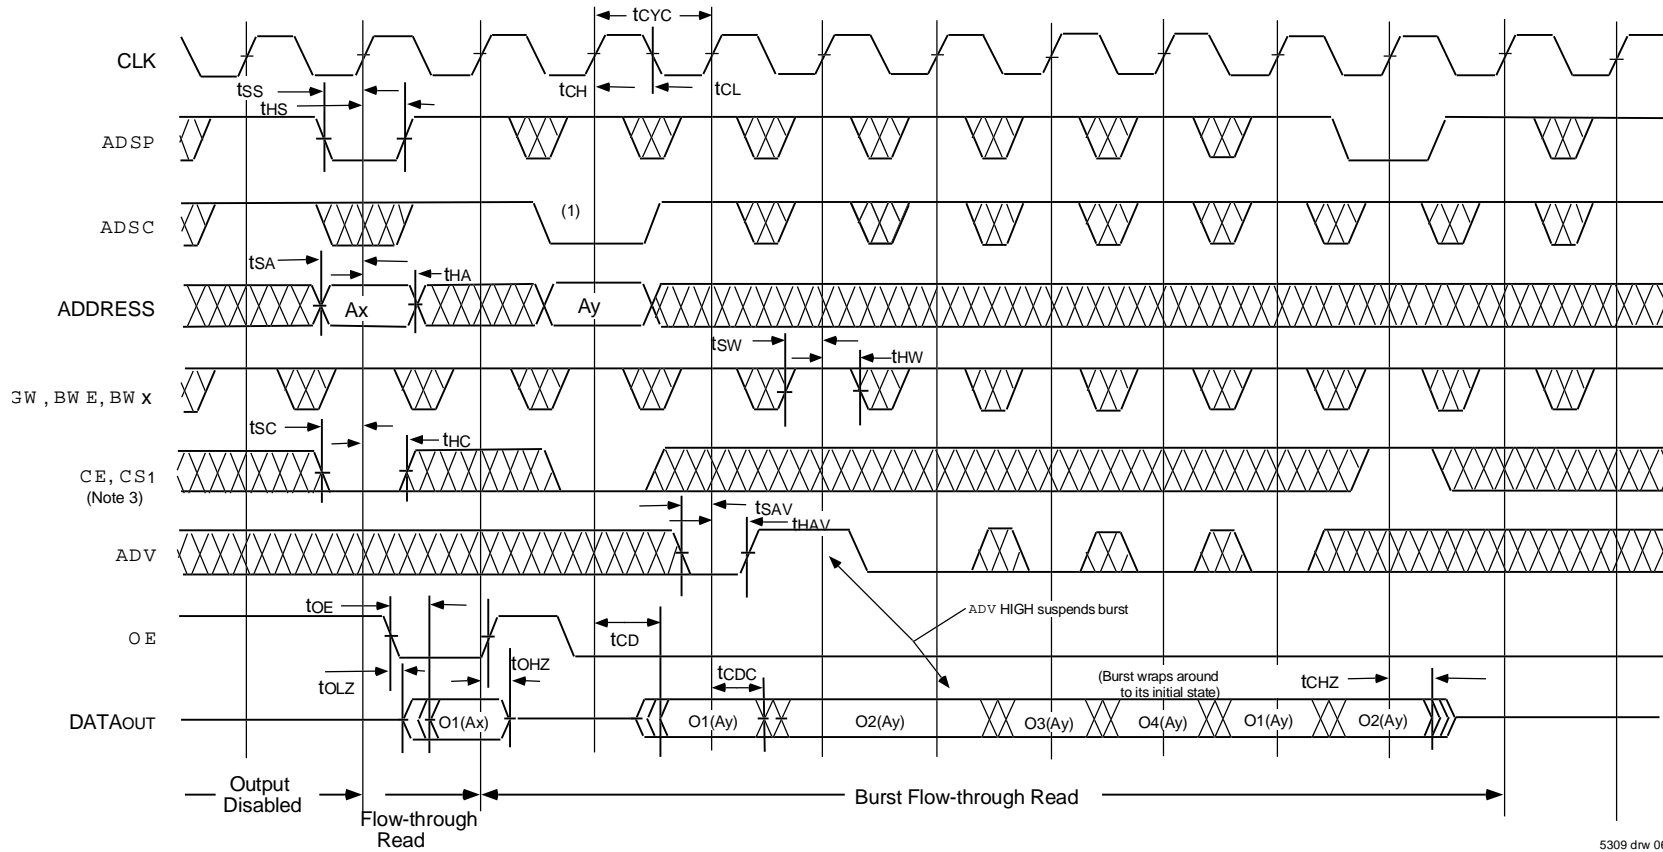 tCYC
CLK
tSS
tCH
tCL
tHS
ADSP
(1)
ADSC
tSA
tHA
ADDRESS
Ax
Ay
tSW
tHW
GW, BWE, BWx
tSC
tHC
CE, CS1
(Note 3)
tSAV
tHAV
ADV
tOE
ADV HIGH suspends burst
OE
tCD
tOHZ
tOLZ
tCDC
(Burst wraps around
to its initial state)
tCHZ
DATAOUT
O1(Ax)
O1(Ay)
O2(Ay)
O3(Ay)
O4(Ay)
O1(Ay)
O2(Ay)
Output
Disabled
Flow-through
Read
Burst Flow-through Read
5309 drw 06